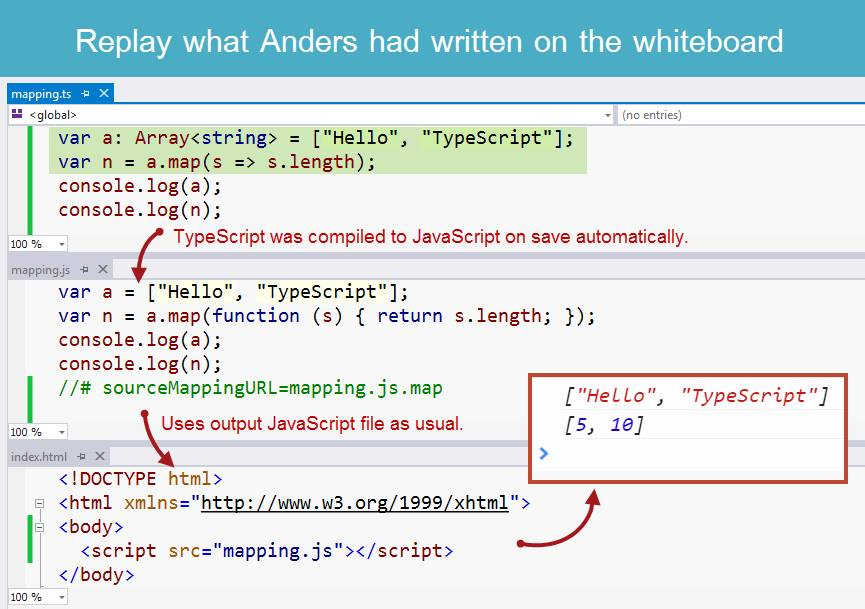 Replay what Anders had written on the whiteboard
mapping.ts
<global>
(no entries)
var a: Array<string> = ["Hello", "TypeScript"];
var n = a.map(s => s.length);
console.log(a);
console.log(n);
TypeScript was compiled to JavaScript on save automatically.
100 %
mapping.js
var a = ["Hello", "TypeScript"];
var n = a.map(function (s) { return s.length; });
console.log(a);
console.log(n);
//# sourceMappingURL=mapping.js.map
["Hello", "TypeScript"]
[5, 10]
Uses output JavaScript file as usual.
100 %
index.html
<!DOCTYPE html>
<html xmlns="http://www.w3.org/1999/xhtml">
<body>
<script src="mapping.js"></script>
</body>
100 %